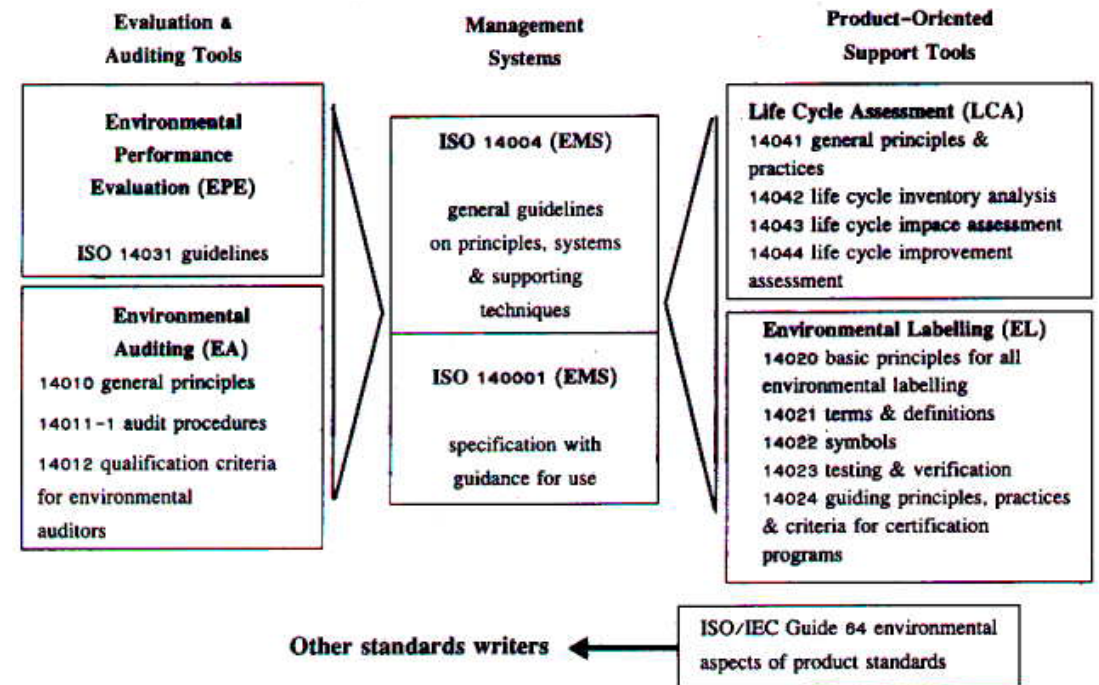 Evaluation &
Auditing Tools
Environmental
Performance
Evaluation (EPE)
ISO 14031 guidelines
Environmental
Auditing (EA)
14010 general principles
14011-1 audit procedures
14012 qualification criteria
for environmental
auditors
Management
Systems
ISO 14004 (EMS)
general guidelines
on principles, systems
& supporting
techniques
ISO 140001 (EMS)
specification with
guidance for use
Product-Oriented
Support Tools
Life Cycle Assessment (LCA)
14041 general principles &
practices
14042 life cycle inventory analysis
14043 life cycle impace assessment
14044 life cycle improvement
assessment
Environmental Labelling (EL)
14020 basic principles for all
environmental labelling
14021 terms & definitions
14022 symbols
14023 testing & verification
14024 guiding principles, practices
& criteria for certification
programs
Other standards writers
ISO/IEC Guide 64 environmental
aspects of product standards